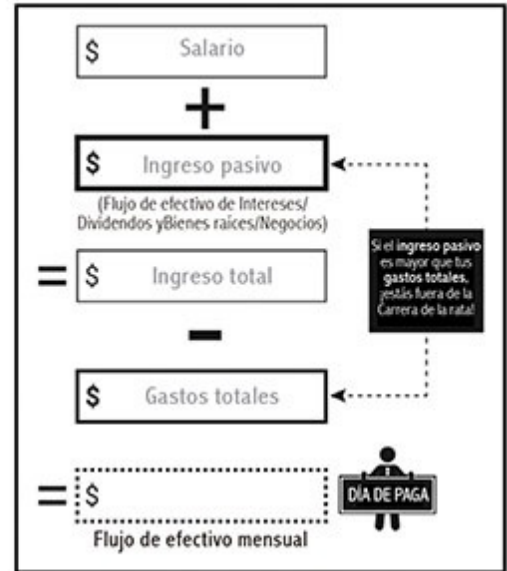 $ Salario
+
$ Ingreso pasivo
(Flujo de efectivo de Intereses/
Dividendos yBienes raíces/Negocios)
Si el ingreso pasivo
es mayor que tus
gastos totales,
¡estás fuera de la
Carrera de la rata!
= $ Ingreso total
-
$ Gastos totales
= $
DÍA DE PAGA
Flujo de efectivo mensual